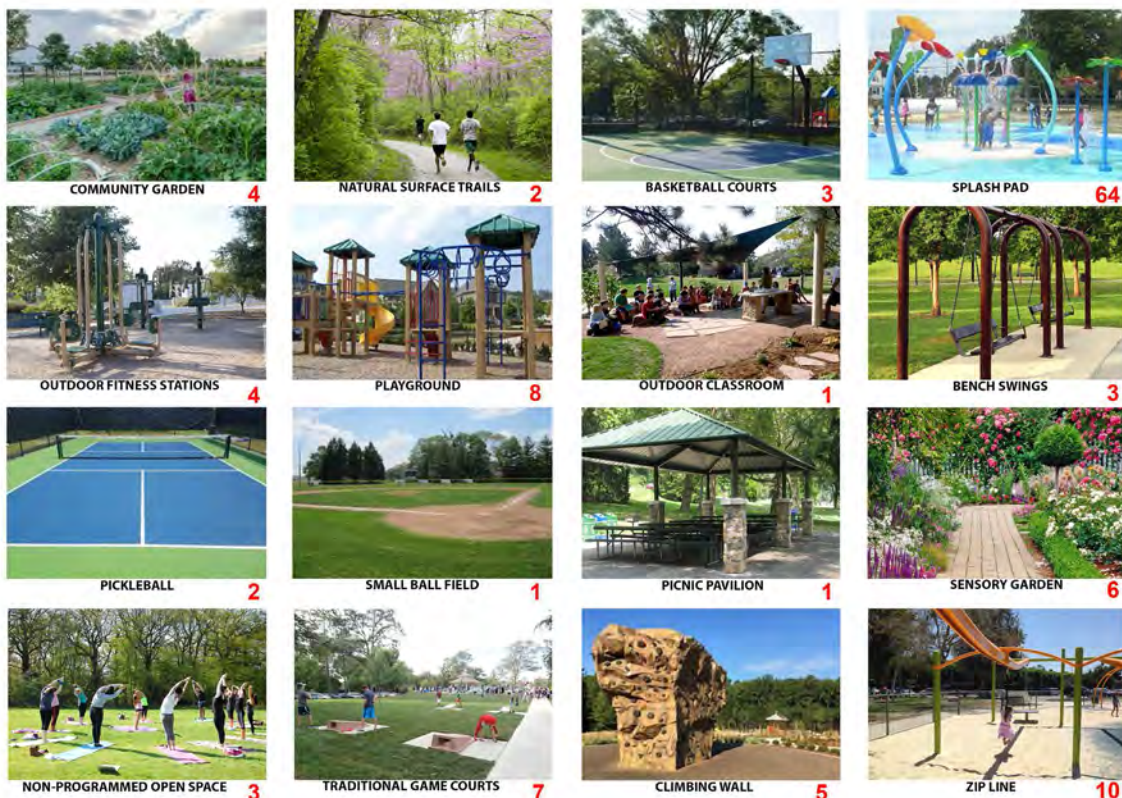 COMMUNITY GARDEN 4
NATURAL SURFACE TRAILS 2
BASKETBALL COURTS 3
SPLASH PAD 64
OUTDOOR FITNESS STATIONS 4
PLAYGROUND 8
OUTDOOR CLASSROOM 1
BENCH SWINGS 3
PICKLEBALL 2
SMALL BALL FIELD 1
PICNIC PAVILION 1
SENSORY GARDEN 6
NON-PROGRAMMED OPEN SPACE 3
TRADITIONAL GAME COURTS 7
CLIMBING WALL 5
ZIP LINE 10